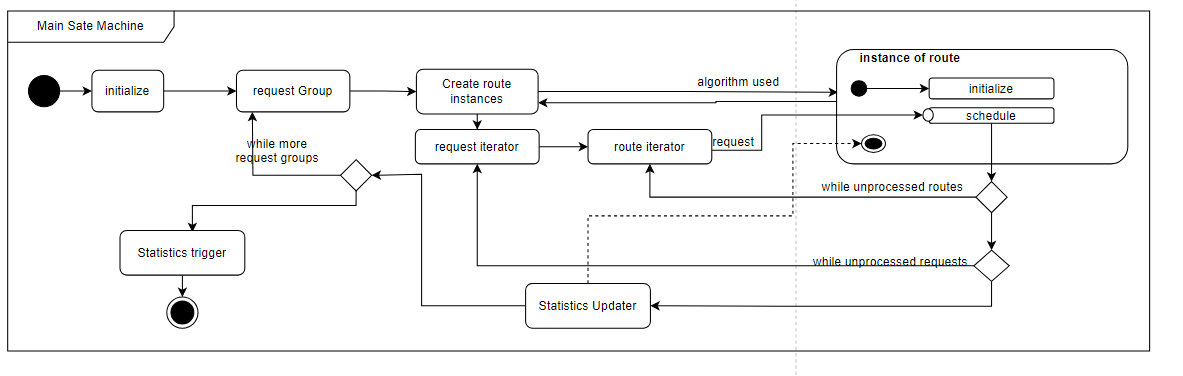 Main Sate Machine
instance of route
initialize
request Group
Create route
instances
algorithm used
initialize
schedule
request iterator
route iterator
request
while more
request groups
while unprocessed routes
Statistics trigger
while unprocessed requests
Statistics Updater